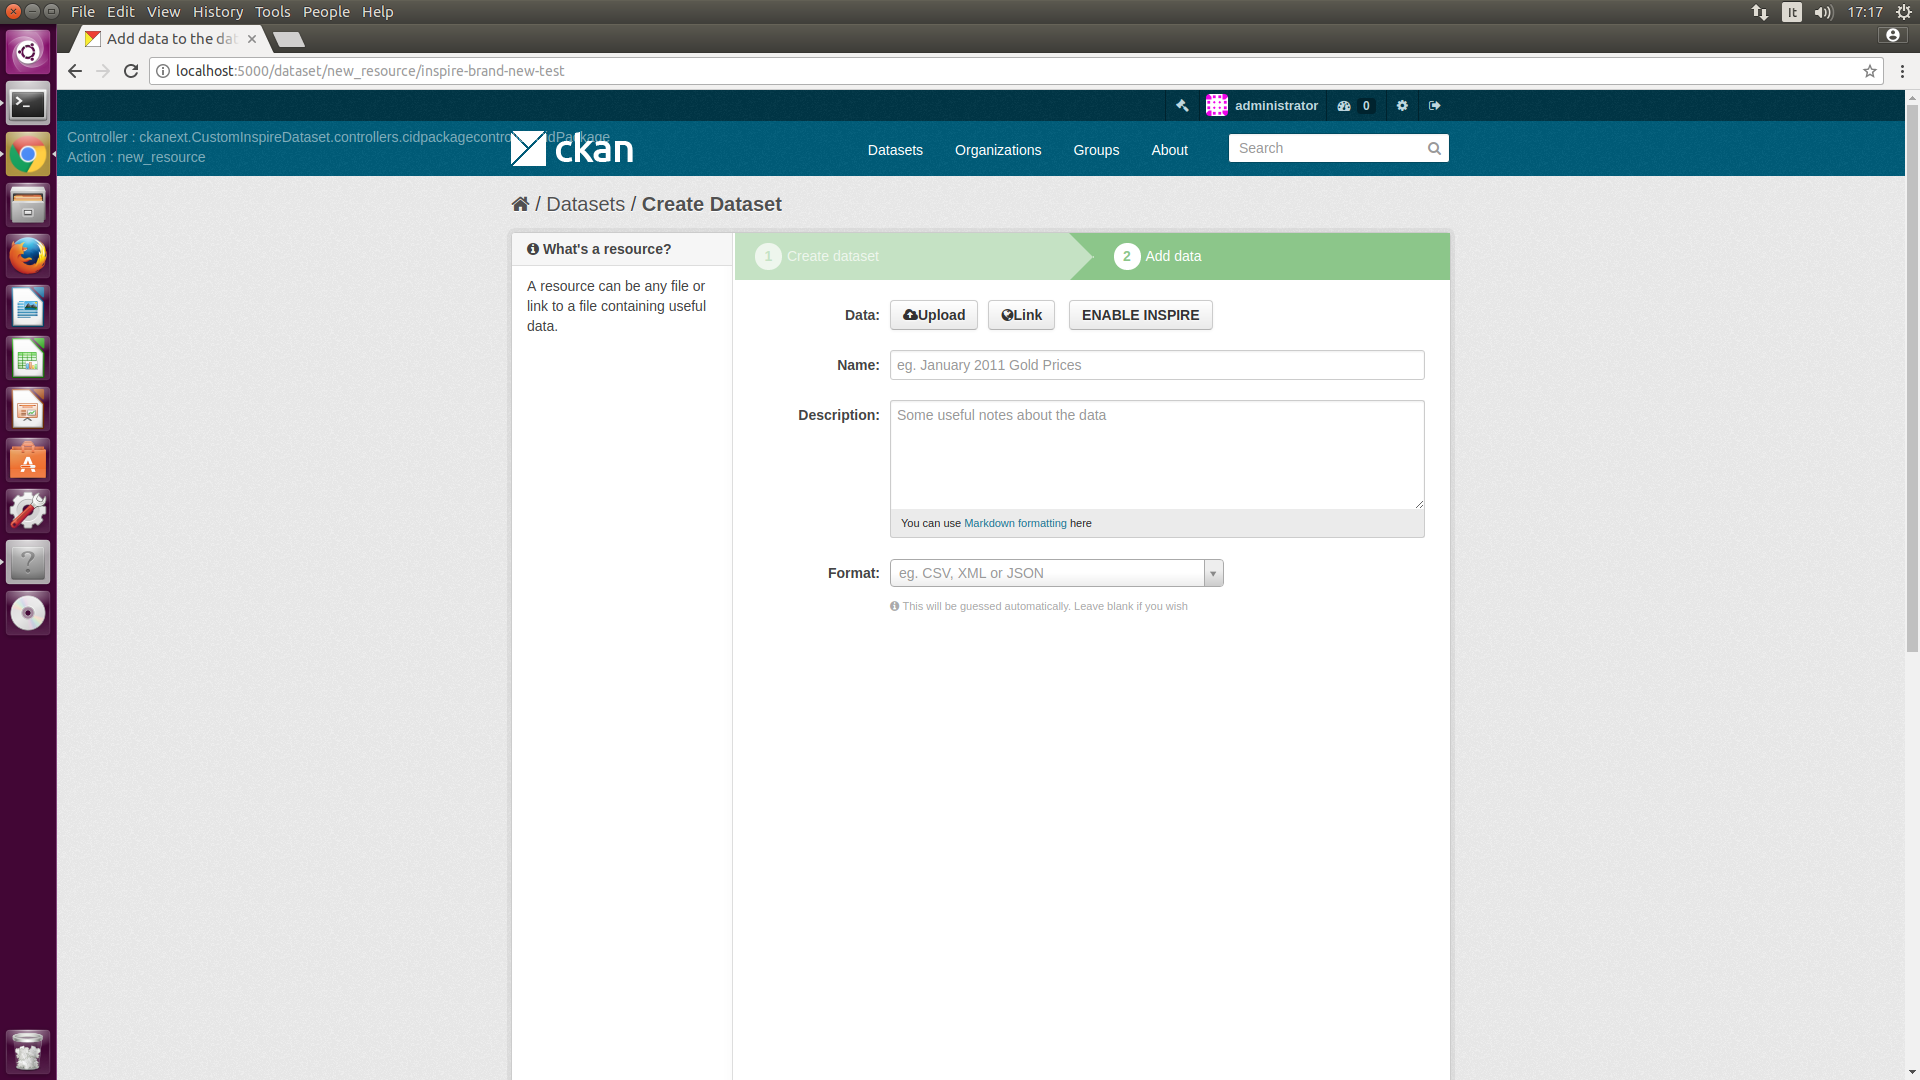 File Edit View History Tools People Help
It
17:17
Add data to the dat
localhost:5000/dataset/new_resource/inspire-brand-new-test
administrator
0
Controller : ckanext.CustomInspireDataset.controllers.cidpackagecontro
Action : new_resource
ckan
Datasets
Organizations
Groups
About
Search
/ Datasets / Create Dataset
What's a resource?
A resource can be any file or
link to a file containing useful
data.
1 Create dataset
2 Add data
Data:
Upload
Link
ENABLE INSPIRE
Name:
eg. January 2011 Gold Prices
Description:
Some useful notes about the data
You can use Markdown formatting here
Format:
eg. CSV, XML or JSON
This will be guessed automatically. Leave blank if you wish